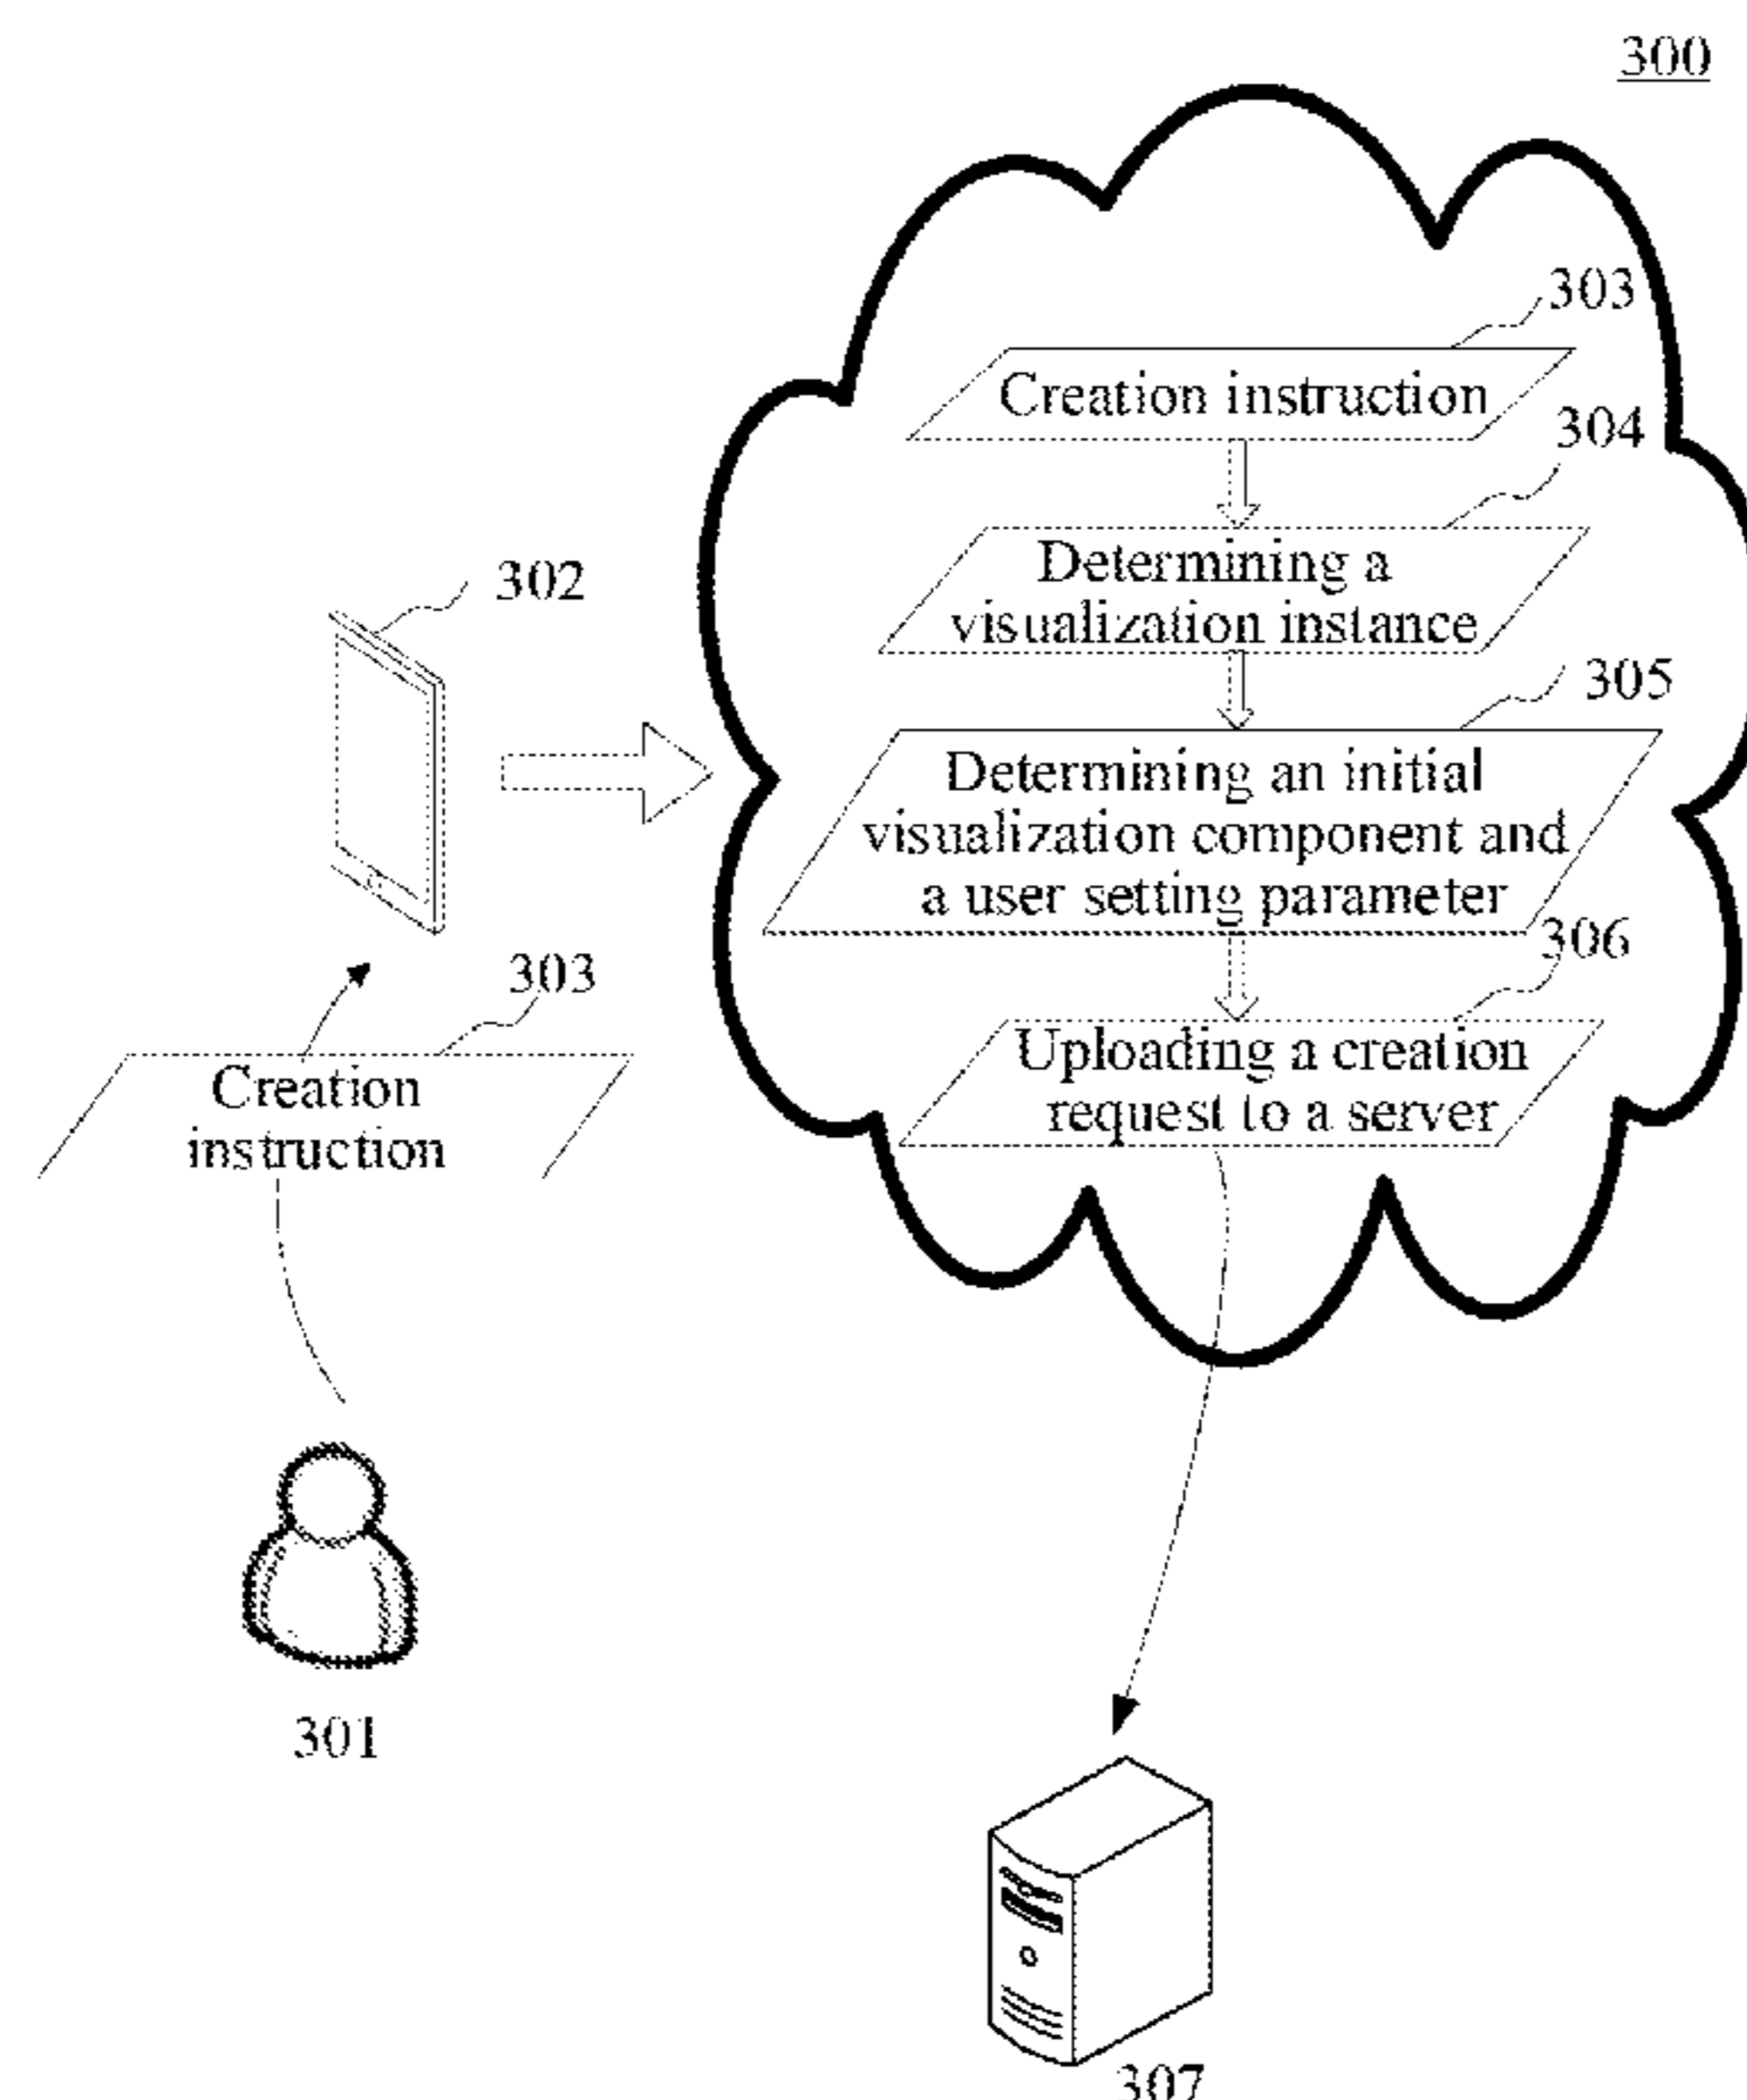 300
303
Creation instruction
304
Determining a
visualization instance
302
305
Determining an initial
visualization component and
a user setting parameter
306
303
Uploading a creation
request to a server
Creation
instruction
301
307